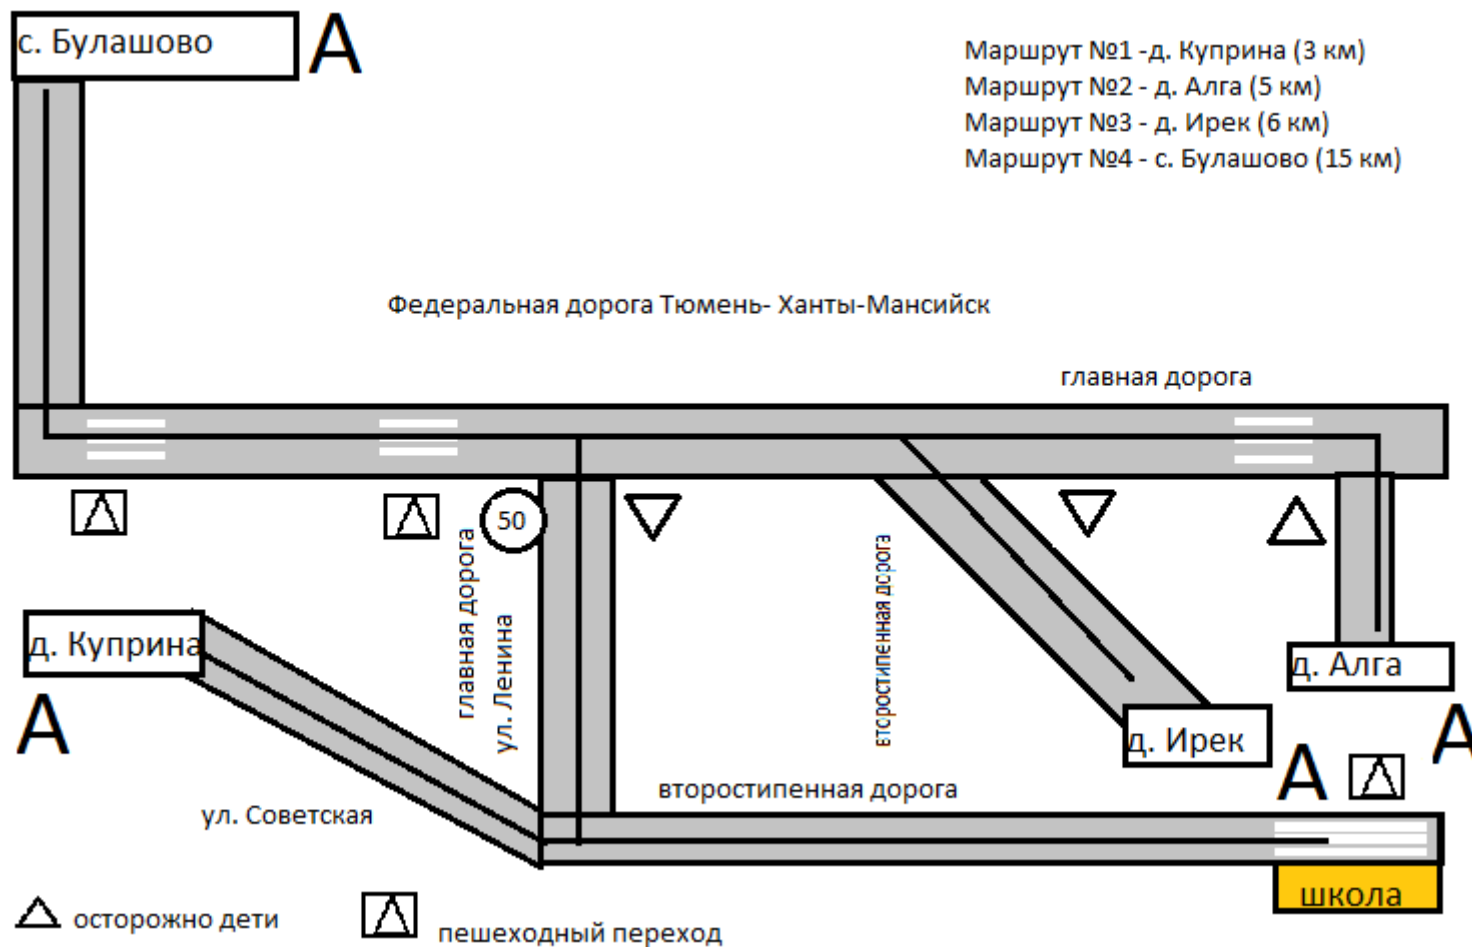 с. Булашово
А
Маршрут №1 -д. Куприна (3 км)
Маршрут №2 - д. Алга (5 км)
Маршрут №3 - д. Ирек (6 км)
Маршрут №4 - с. Булашово (15 км)
Федеральная дорога Тюмень- Ханты-Мансийск
главная дорога
50
главная дорога
ул. Ленина
второстипенная дорога
д. Куприна
А
д. Алга
А
д. Ирек
А
второстипенная дорога
ул. Советская
школа
осторожно дети
пешеходный переход